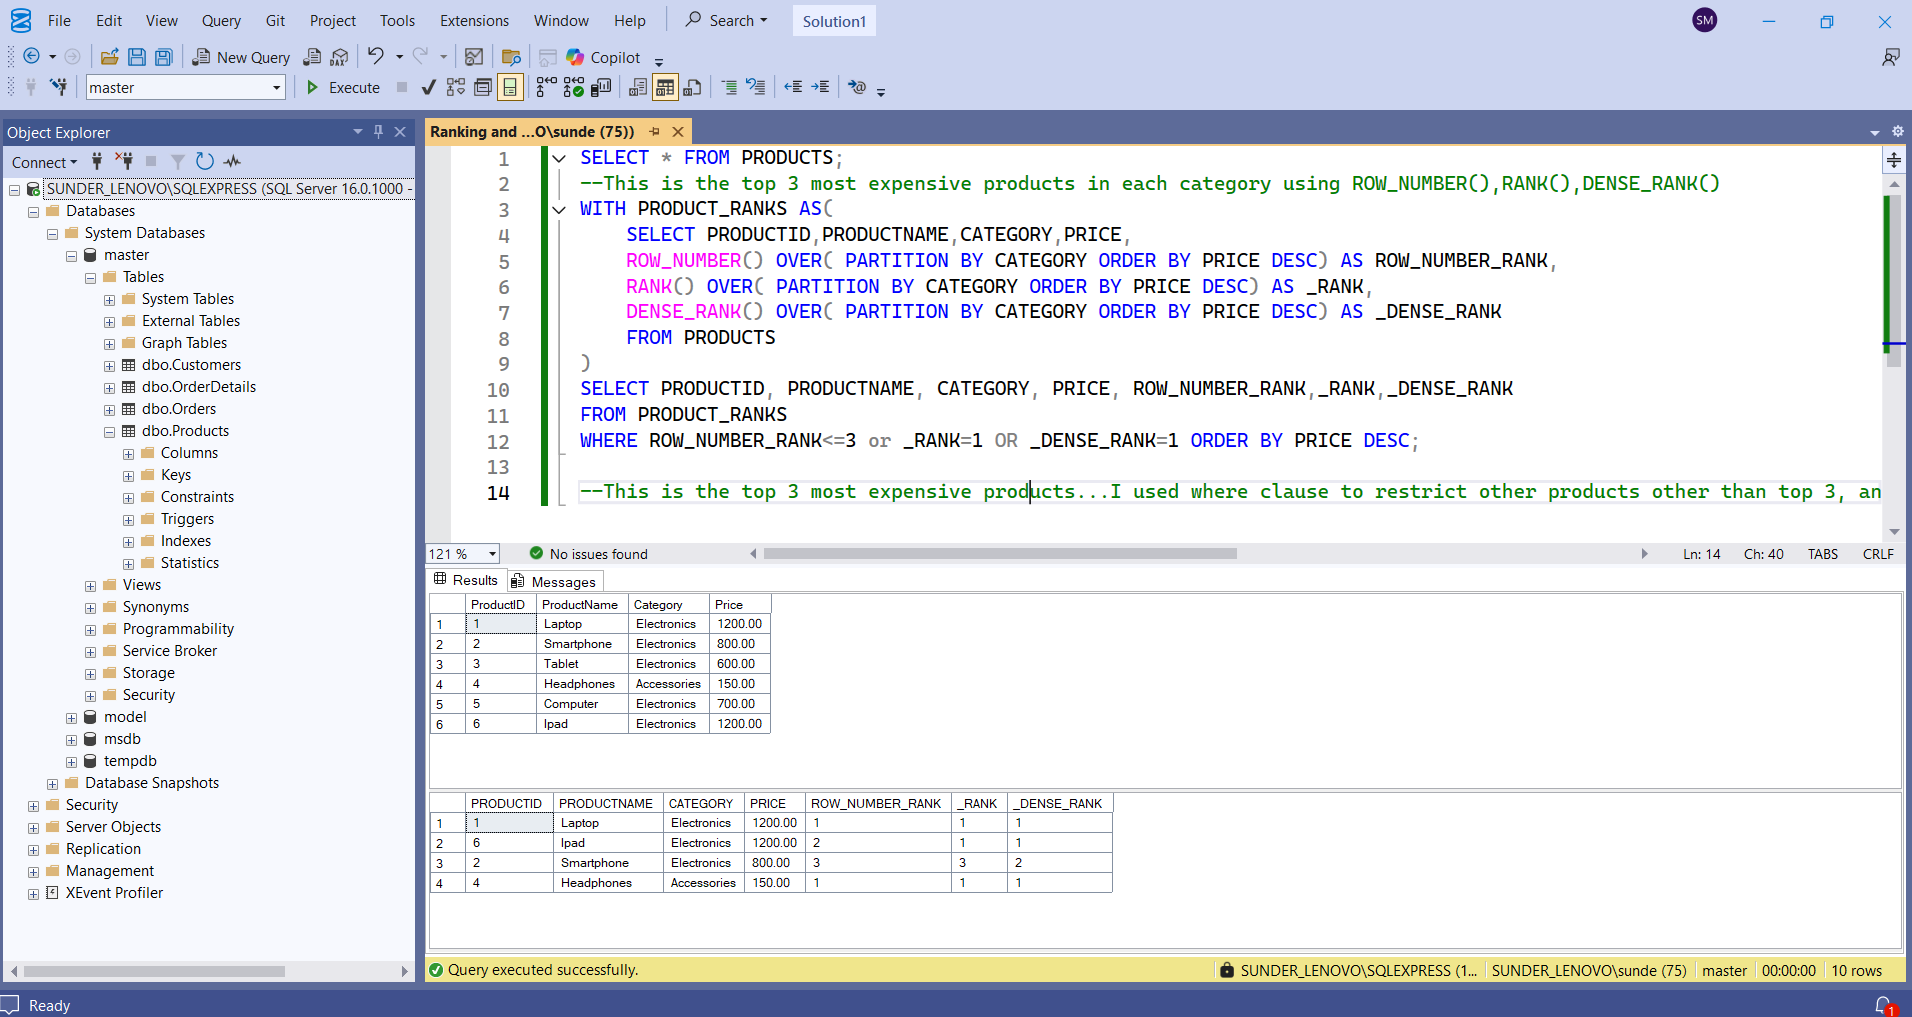 File Edit View Query Git Project Tools Extensions Window Help Search Solution1 SM
New Query DAX Copilot
master Execute
Object Explorer
Connect
SUNDER_LENOVO\SQLEXPRESS (SQL Server 16.0.1000 -
Databases
System Databases
master
Tables
System Tables
External Tables
Graph Tables
dbo.Customers
dbo.OrderDetails
dbo.Orders
dbo.Products
Columns
Keys
Constraints
Triggers
Indexes
Statistics
Views
Synonyms
Programmability
Service Broker
Storage
Security
model
msdb
tempdb
Database Snapshots
Security
Server Objects
Replication
Management
XEvent Profiler
Ranking and ...O\sunde (75))
1 SELECT * FROM PRODUCTS;
2 --This is the top 3 most expensive products in each category using ROW_NUMBER(),RANK(),DENSE_RANK()
3 WITH PRODUCT_RANKS AS(
4 SELECT PRODUCTID,PRODUCTNAME,CATEGORY,PRICE,
5 ROW_NUMBER() OVER( PARTITION BY CATEGORY ORDER BY PRICE DESC) AS ROW_NUMBER_RANK,
6 RANK() OVER( PARTITION BY CATEGORY ORDER BY PRICE DESC) AS _RANK,
7 DENSE_RANK() OVER( PARTITION BY CATEGORY ORDER BY PRICE DESC) AS _DENSE_RANK
8 FROM PRODUCTS
9 )
10 SELECT PRODUCTID, PRODUCTNAME, CATEGORY, PRICE, ROW_NUMBER_RANK,_RANK,_DENSE_RANK
11 FROM PRODUCT_RANKS
12 WHERE ROW_NUMBER_RANK<=3 or _RANK=1 OR _DENSE_RANK=1 ORDER BY PRICE DESC;
13
14 --This is the top 3 most expensive products...I used where clause to restrict other products other than top 3, an
121 % No issues found Ln: 14 Ch: 40 TABS CRLF
Results Messages
ProductID ProductName Category Price
1 1 Laptop Electronics 1200.00
2 2 Smartphone Electronics 800.00
3 3 Tablet Electronics 600.00
4 4 Headphones Accessories 150.00
5 5 Computer Electronics 700.00
6 6 Ipad Electronics 1200.00
PRODUCTID PRODUCTNAME CATEGORY PRICE ROW_NUMBER_RANK _RANK _DENSE_RANK
1 1 Laptop Electronics 1200.00 1 1 1
2 6 Ipad Electronics 1200.00 2 1 1
3 2 Smartphone Electronics 800.00 3 3 2
4 4 Headphones Accessories 150.00 1 1 1
Query executed successfully. SUNDER_LENOVO\SQLEXPRESS (1... SUNDER_LENOVO\sunde (75) master 00:00:00 10 rows
Ready 1